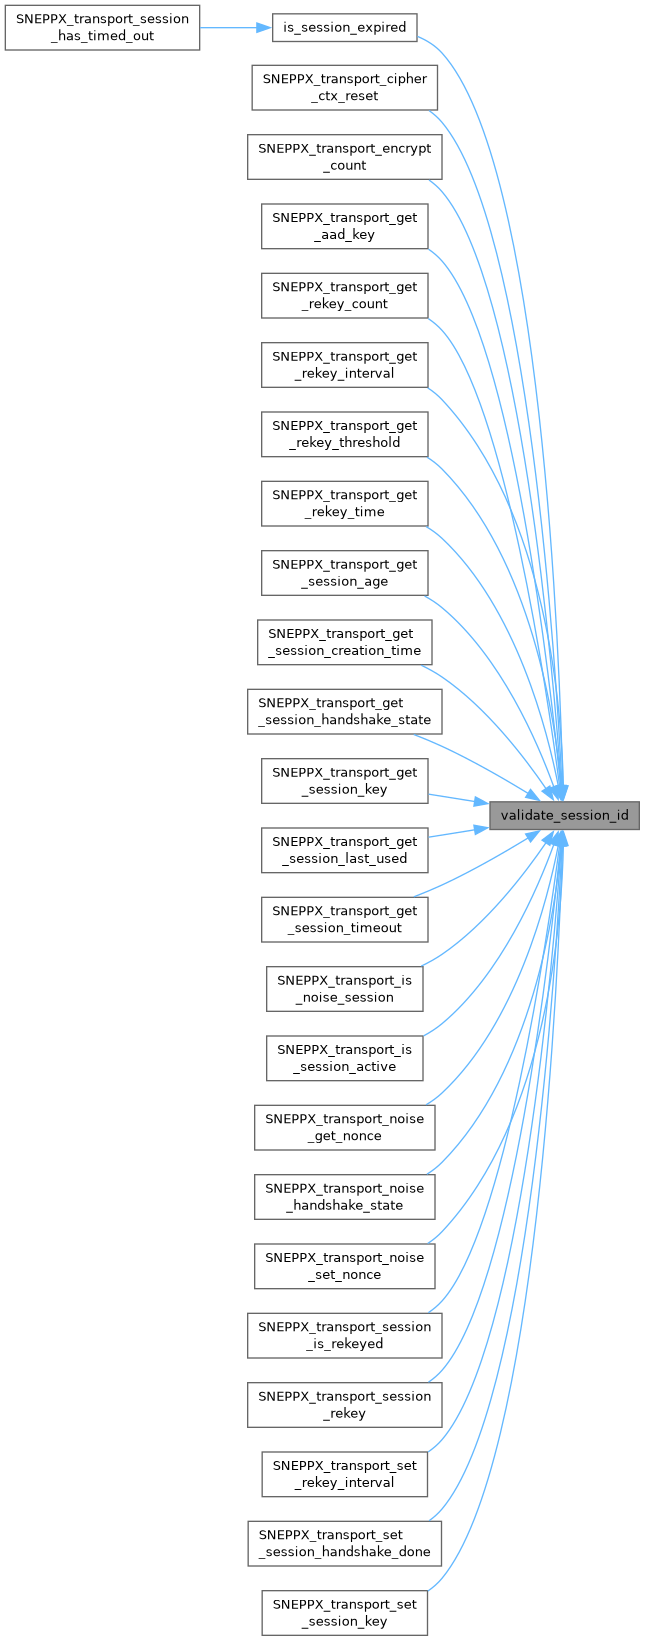 SNEPPX_transport_session
_has_timed_out
is_session_expired
SNEPPX_transport_cipher
_ctx_reset
SNEPPX_transport_encrypt
_count
SNEPPX_transport_get
_aad_key
SNEPPX_transport_get
_rekey_count
SNEPPX_transport_get
_rekey_interval
SNEPPX_transport_get
_rekey_threshold
SNEPPX_transport_get
_rekey_time
SNEPPX_transport_get
_session_age
SNEPPX_transport_get
_session_creation_time
SNEPPX_transport_get
_session_handshake_state
SNEPPX_transport_get
_session_key
validate_session_id
SNEPPX_transport_get
_session_last_used
SNEPPX_transport_get
_session_timeout
SNEPPX_transport_is
_noise_session
SNEPPX_transport_is
_session_active
SNEPPX_transport_noise
_get_nonce
SNEPPX_transport_noise
_handshake_state
SNEPPX_transport_noise
_set_nonce
SNEPPX_transport_session
_is_rekeyed
SNEPPX_transport_session
_rekey
SNEPPX_transport_set
_rekey_interval
SNEPPX_transport_set
_session_handshake_done
SNEPPX_transport_set
_session_key